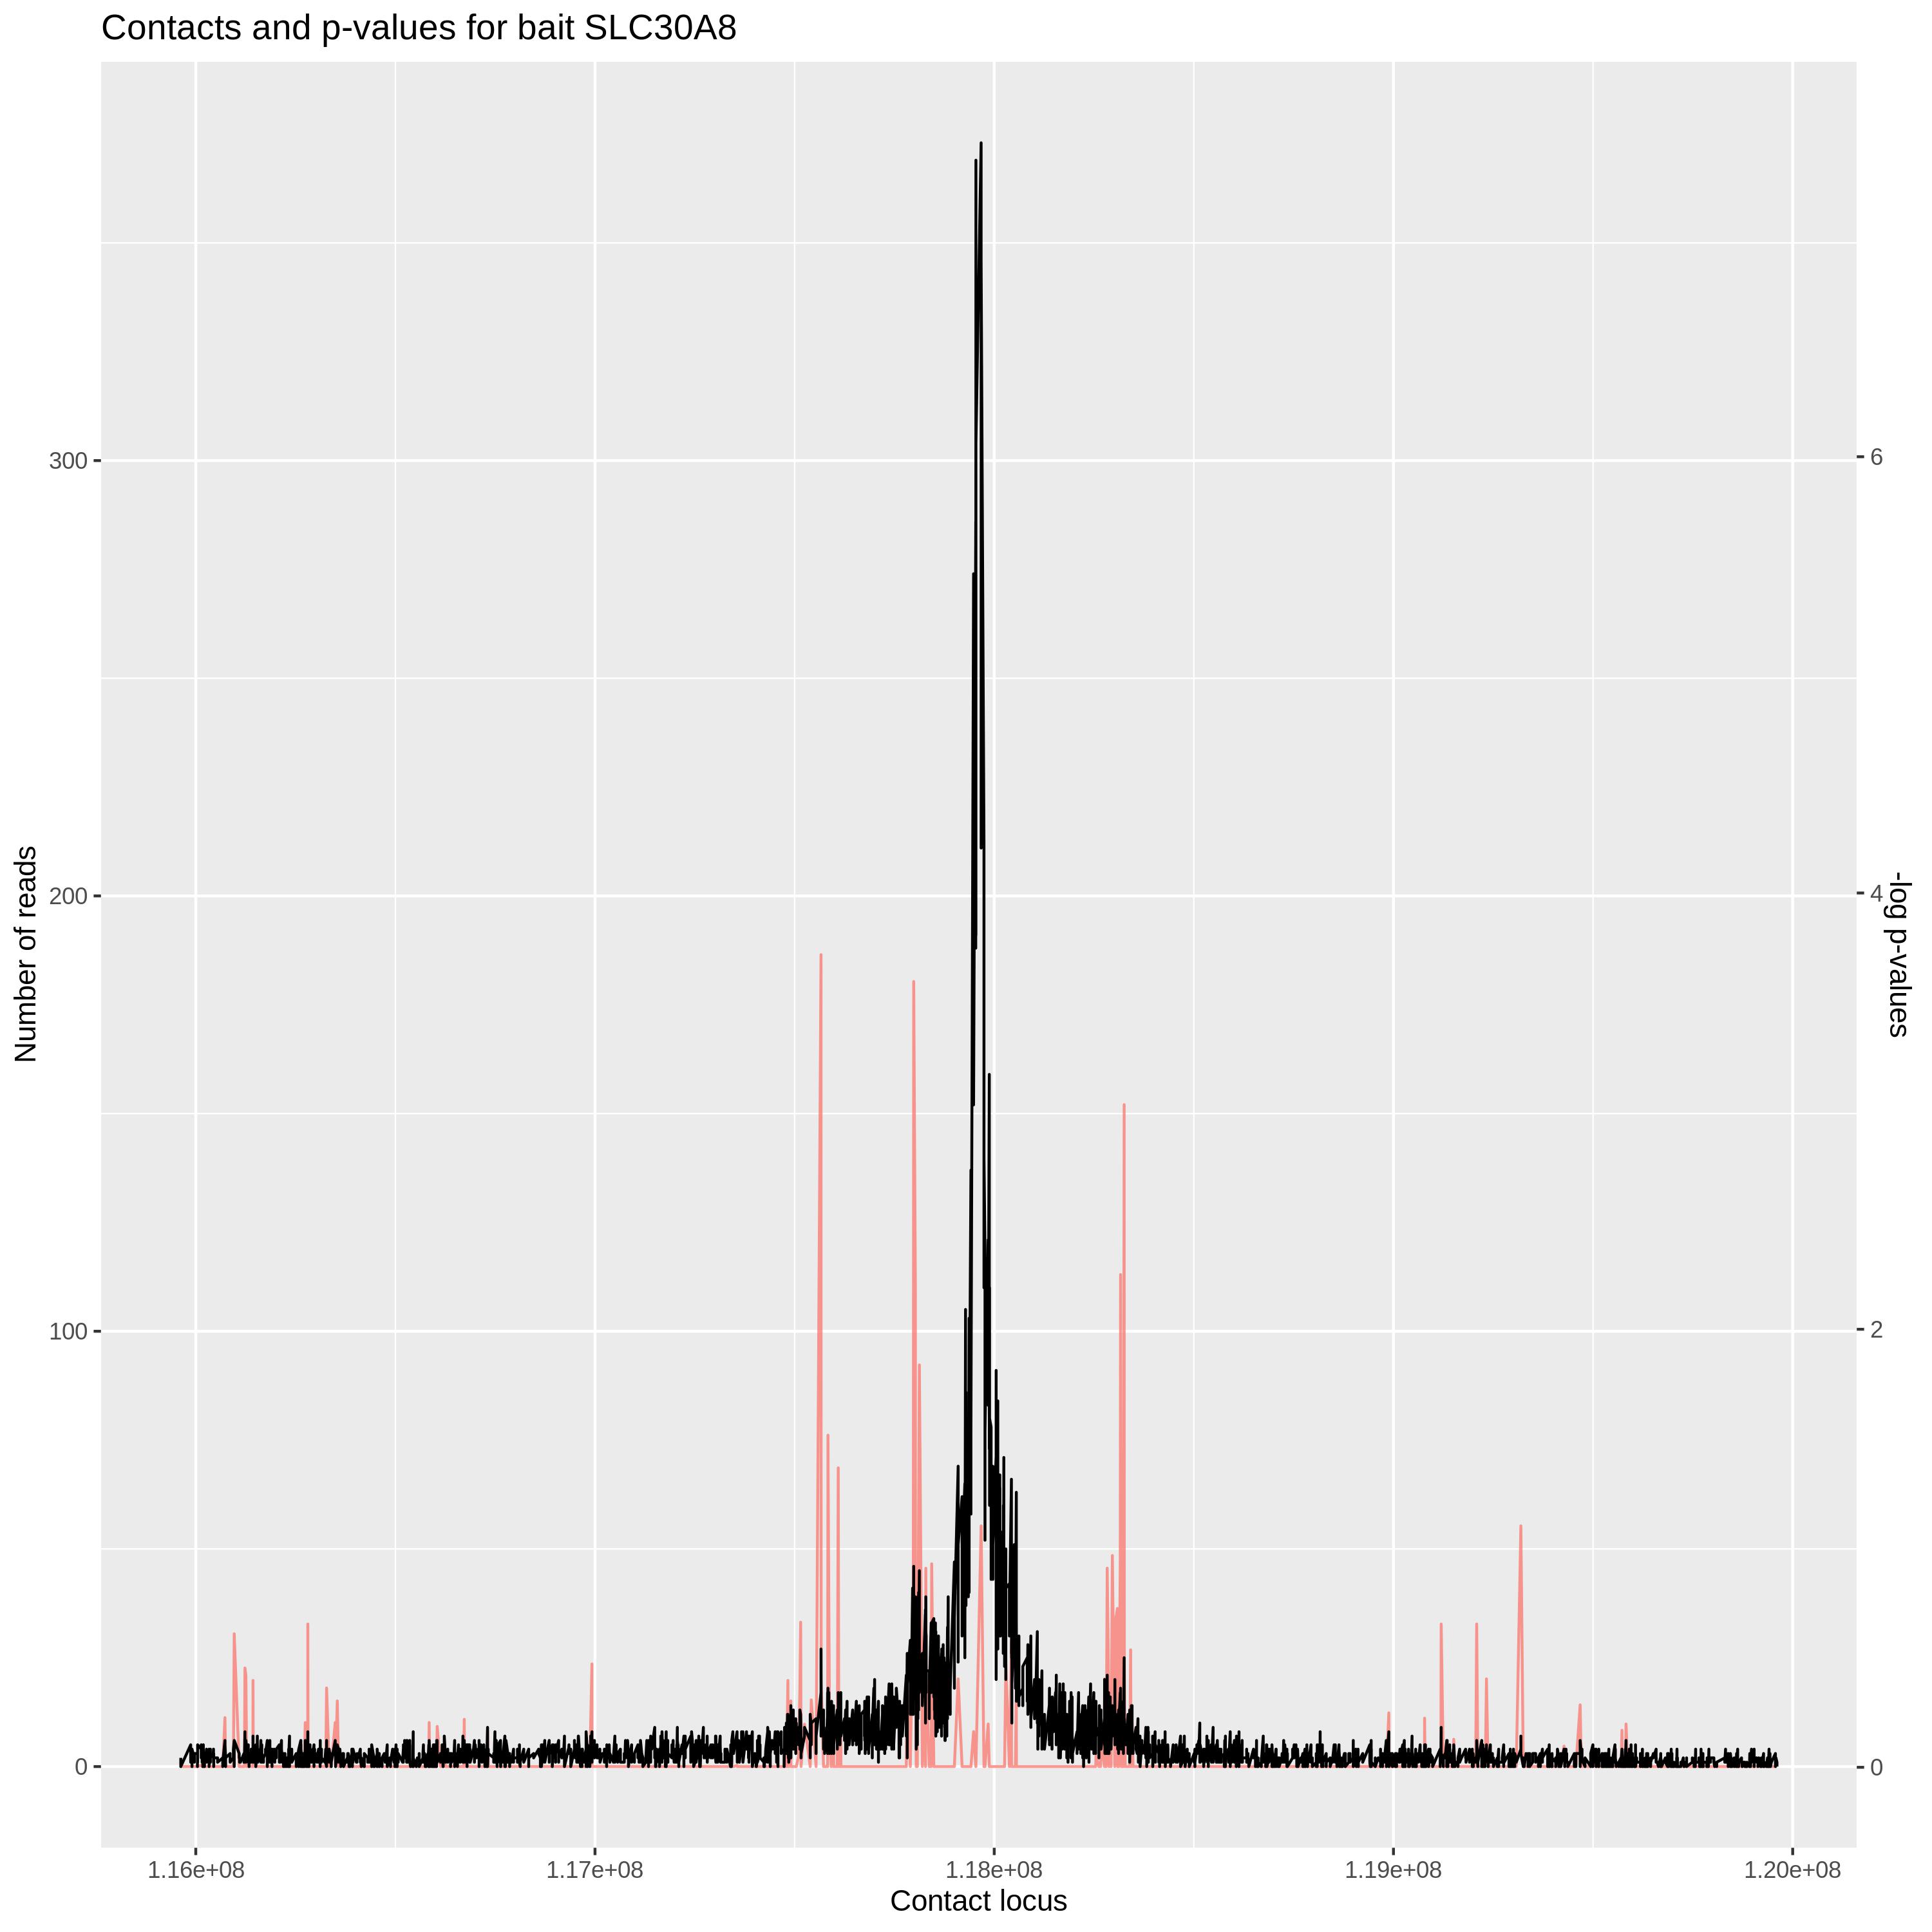 Contacts and p-values for bait SLC30A8
Number of reads
300
200
100
0
6
4
2
0
-log p-values
1.16e+08
1.17e+08
1.18e+08
1.19e+08
1.20e+08
Contact locus